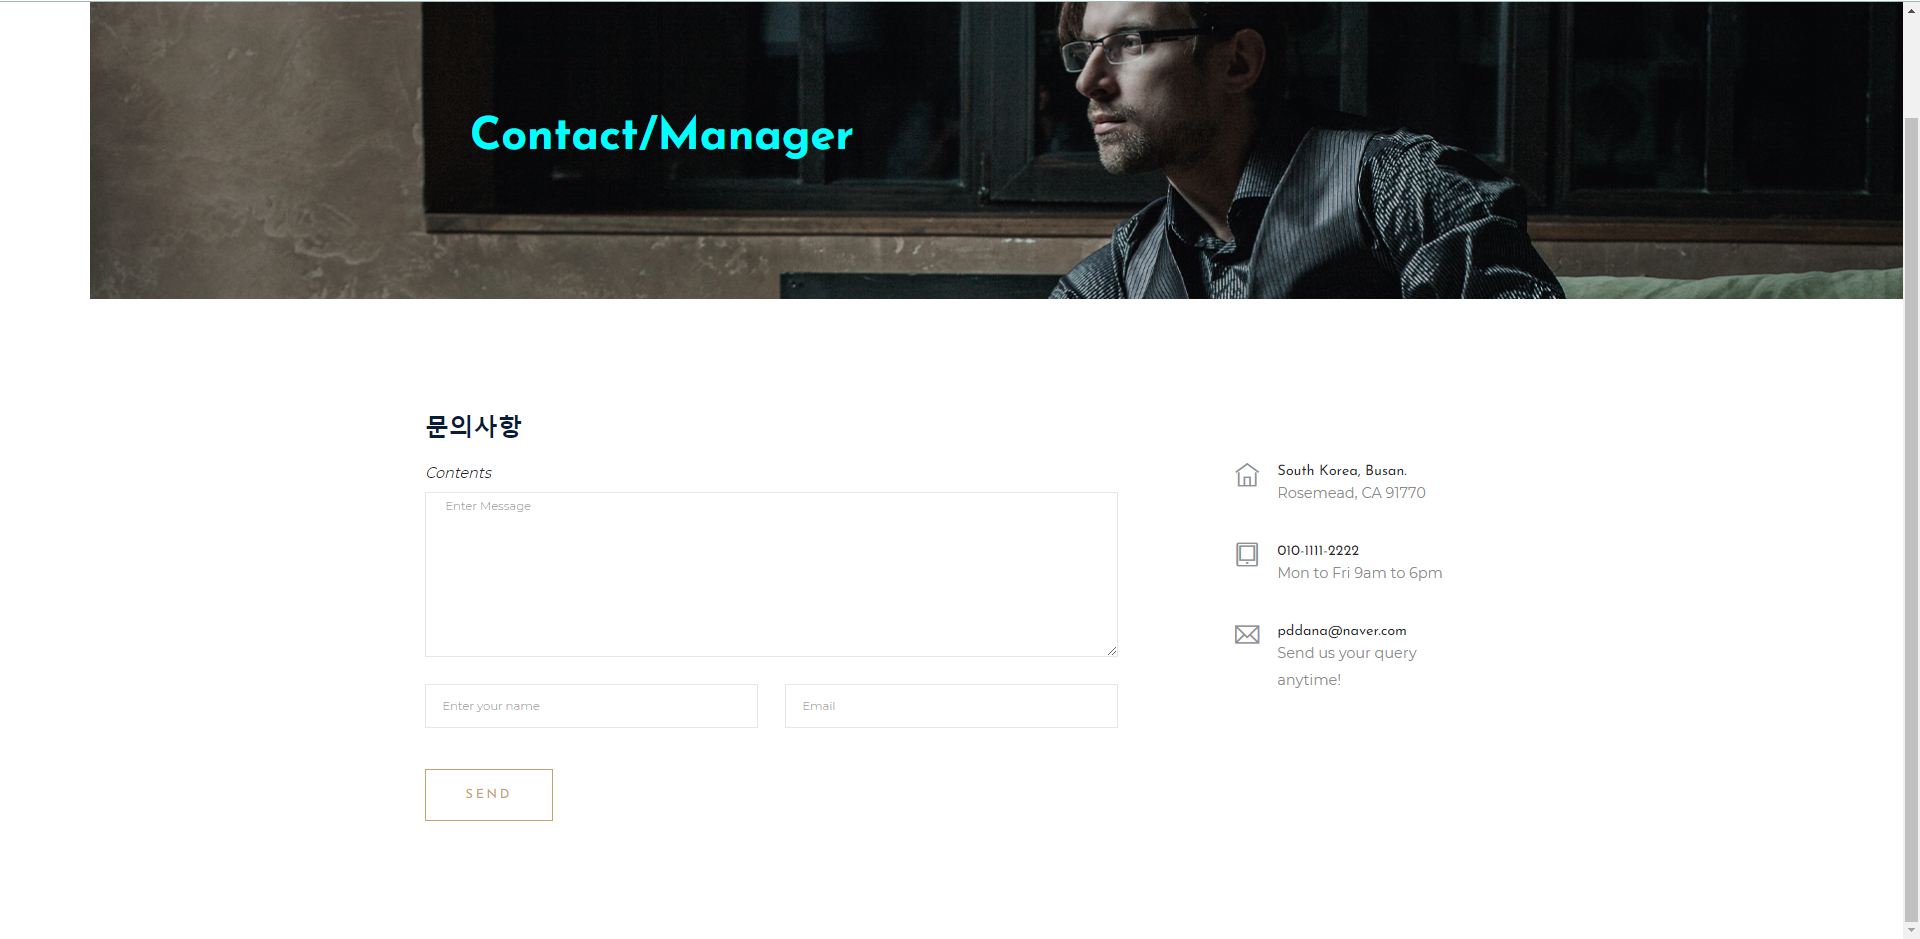 Contact/Manager
문의사항
Contents
Enter Message
Enter your name
Email
SEND
South Korea, Busan.
Rosemead, CA 91770
010-1111-2222
Mon to Fri 9am to 6pm
pddana@naver.com
Send us your query
anytime!